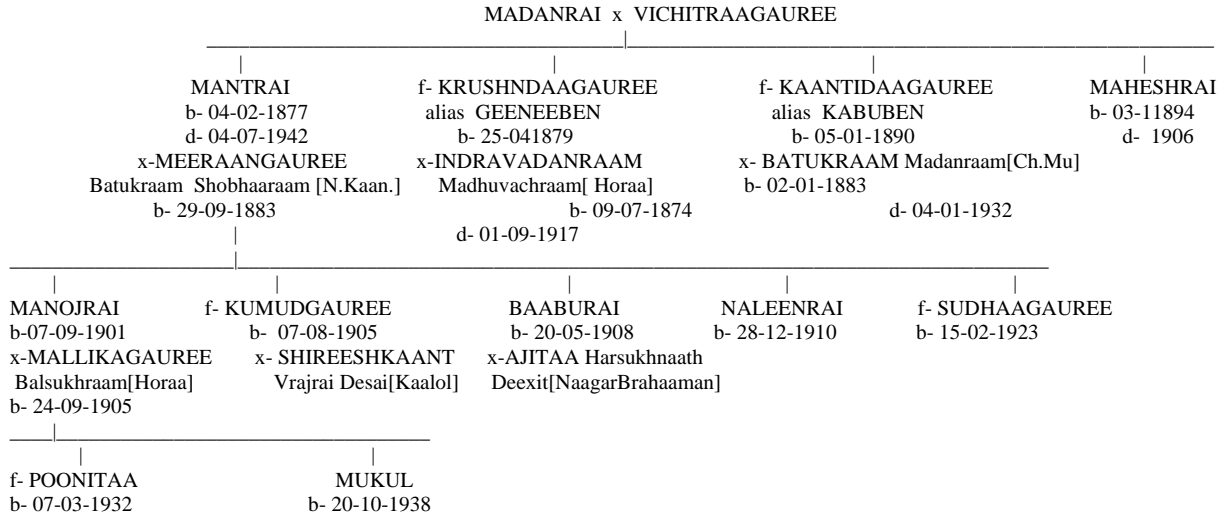 MADANRAI x VICHITRAAGAUREE
MANTRAI f- KRUSHNDAAGAUREE f- KAANTIDAAGAUREE MAHESHRAI
b- 04-02-1877 alias GEENEEBEN alias KABUBEN b- 03-11894
d- 04-07-1942 b- 25-041879 b- 05-01-1890 d- 1906
x-MEERAANGAUREE x-INDRAVADANRAAM x- BATUKRAAM Madanraam[Ch.Mu]
Batukraam Shobhaaraam [N.Kaan.] Madhuvachraam[ Horaa] b- 02-01-1883
b- 29-09-1883 b- 09-07-1874 d- 04-01-1932
d- 01-09-1917
MANOJRAI f- KUMUDGAUREE BAABURAI NALEENRAI f- SUDHAAGAUREE
b-07-09-1901 b- 07-08-1905 b- 20-05-1908 b- 28-12-1910 b- 15-02-1923
x-MALLIKAGAUREE x- SHIREESHKAANT x-AJITAA Harsukhnaath
Balsukhraam[Horaa] Vrajrai Desai[Kaalol] Deexit[NaagarBrahaaman]
b- 24-09-1905
f- POONITAA MUKUL
b- 07-03-1932 b- 20-10-1938